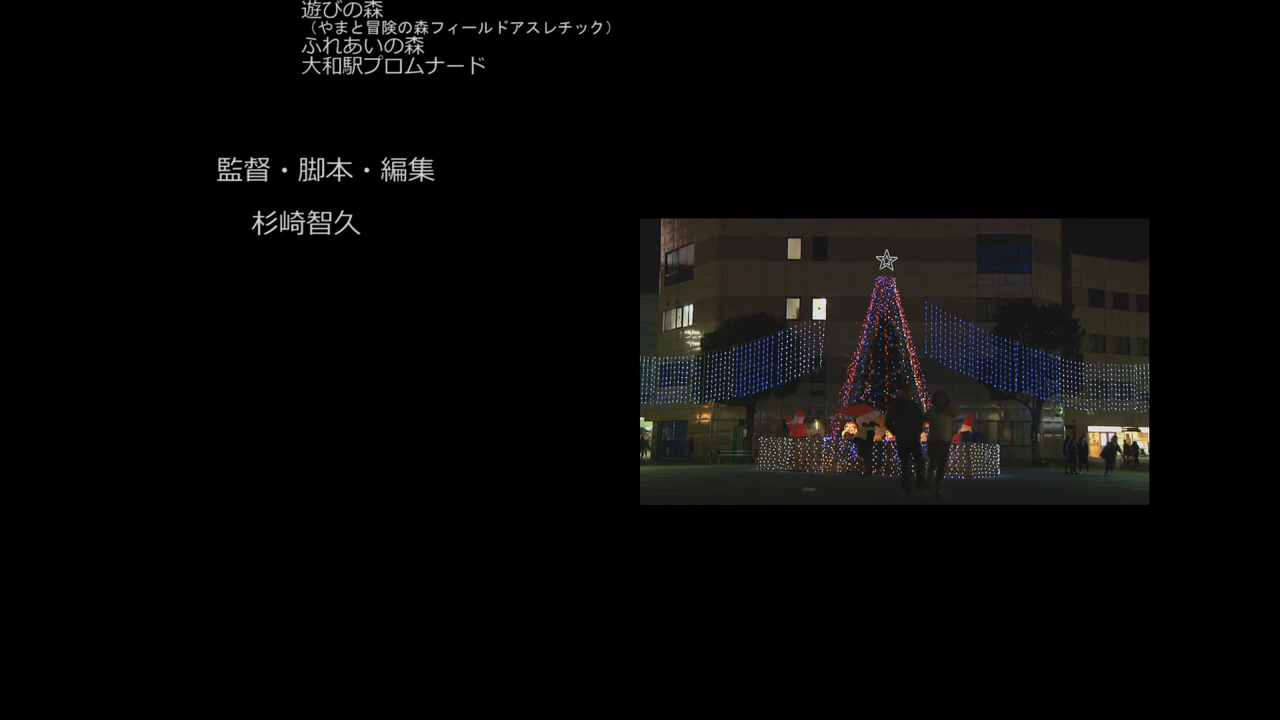 遊びの森
（やまと冒険の森フィールドアスレチック）
ふれあいの森
大和駅プロムナード
監督・脚本・編集
杉崎智久